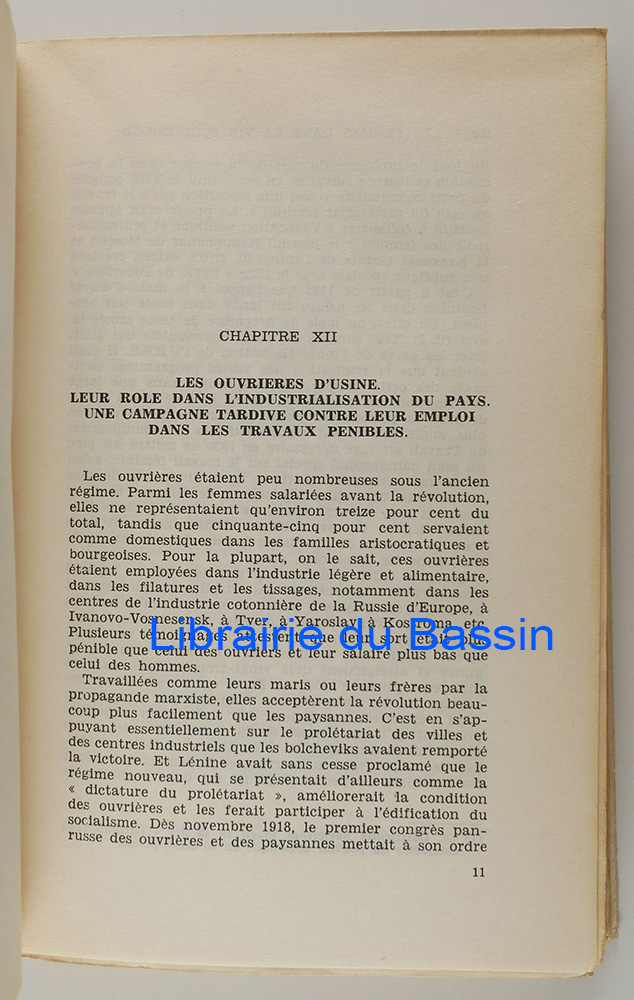 CHAPITRE XII
LES OUVRIERES D'USINE.
LEUR ROLE DANS L'INDUSTRIALISATION DU PAYS.
UNE CAMPAGNE TARDIVE CONTRE LEUR EMPLOI
DANS LES TRAVAUX PENIBLES.
Les ouvrières étaient peu nombreuses sous l'ancien
régime. Parmi les femmes salariées avant la révolution,
elles ne représentaient qu'environ treize pour cent du
total, tandis que cinquante-cinq pour cent servaient
comme domestiques dans les familles aristocratiques et
bourgeoises. Pour la plupart, on le sait, ces ouvrières
étaient employées dans l'industrie légère et alimentaire,
dans les filatures et les tissages, notamment dans les
centres de l'industrie cotonnière de la Russie d'Europe, à
Ivanovo-Vosnesinsk, à Tver, à Yaroslav, à Kostroma, etc.
Plusieurs témoignages attestent que leur sort était plus
pénible que celui des ouvriers et leur salaire plus bas que
celui des hommes.
Librairie du Bassin
Travaillées comme leurs maris ou leurs frères par la
propagande marxiste, elles acceptèrent la révolution beau-
coup plus facilement que les paysannes. C'est en s'ap-
puyant essentiellement sur le prolétariat des villes et
des centres industriels que les bolcheviks avaient remporté
la victoire. Et Lénine avait sans cesse proclamé que le
régime nouveau, qui se présentait d'ailleurs comme la
« dictature du prolétariat », améliorerait la condition
des ouvrières et les ferait participer à l'édification du
socialisme. Dès novembre 1918, le premier congrès pan-
russe des ouvrières et des paysannes mettait à son ordre
11